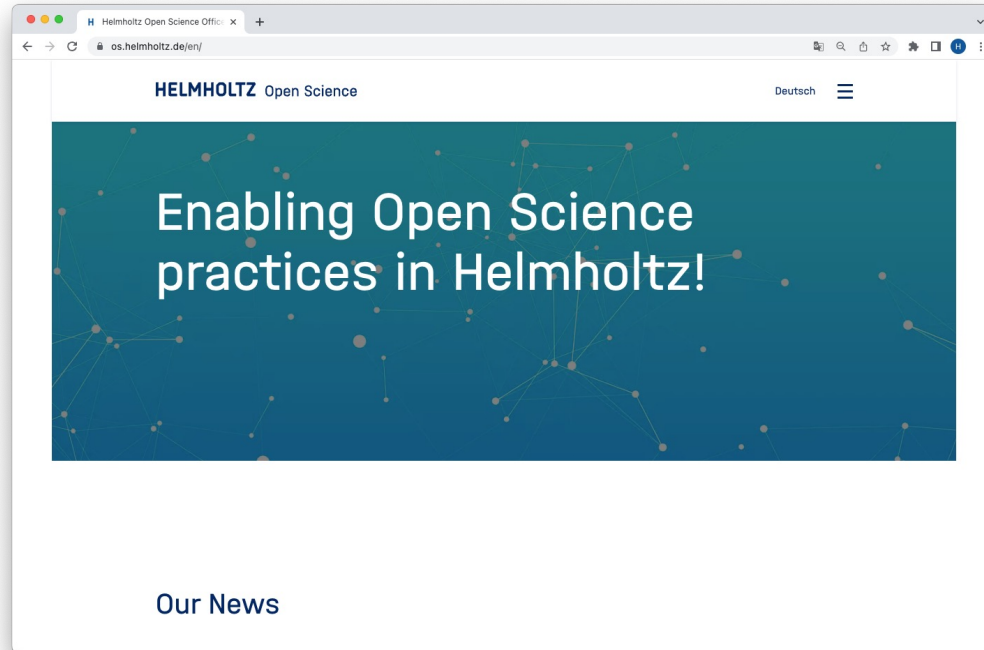 Helmholtz Open Science Office
os.helmholtz.de/en/
H
HELMHOLTZ Open Science
Deutsch
Enabling Open Science
practices in Helmholtz!
Our News